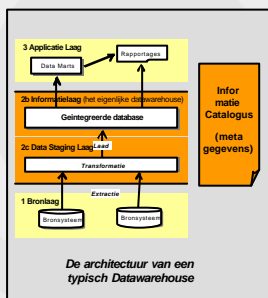 3 Applicatie Laag
Rapportages
Data Marts
2b Informatielaag (het eigenlijke datawarehouse)
Geintegreerde database
2c Data Staging Laag
Laad
Transformatie
Extractie
1 Bronlaag
Bronsysteem
Bronsysteem
Infor
matie
Catalogus
(meta
gegevens)
De architectuur van een
typisch Datawarehouse